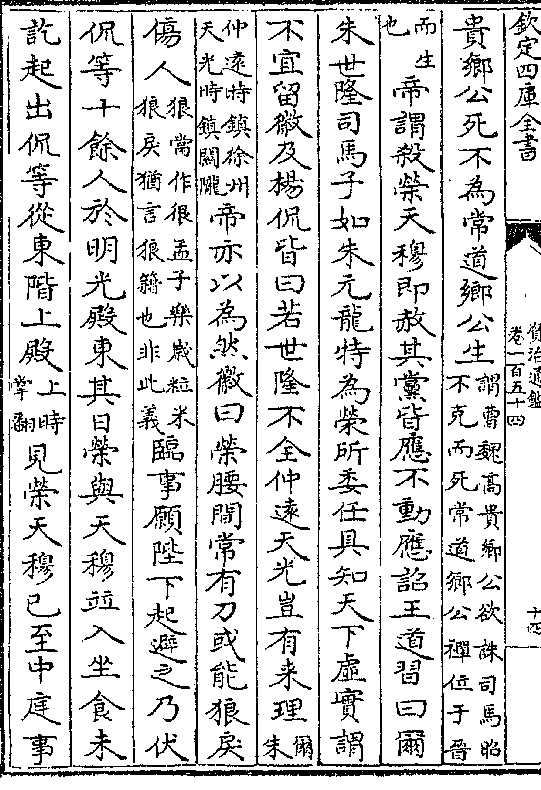 欽定四庫全書
資治通鑑
卷一百五十四
十四
貴鄉公死不為常道鄉公生謂曹魏髙貴鄉公欲誅司馬昭不克而死常道鄉公禪位于晉
而生也帝謂殺榮天穆即赦其黨皆應不動應詔王道習曰爾
朱世隆司馬子如朱元龍特為榮所委任具知天下虚實謂
不宜留徽及楊侃皆曰若世隆不全仲遠天光豈有来理爾朱
仲遠時鎮徐州天光時鎮關隴帝亦以為然徽曰榮腰間常有刀或能狼戾
傷人狼當作很孟子樂歲粒米狼戾猶言狼籍也非此義臨事願陛下起避之乃伏
侃等十餘人於明光殿東其日榮與天穆並入坐食未
訖起出侃等從東階上殿上時掌翻見榮天穆已至中庭事